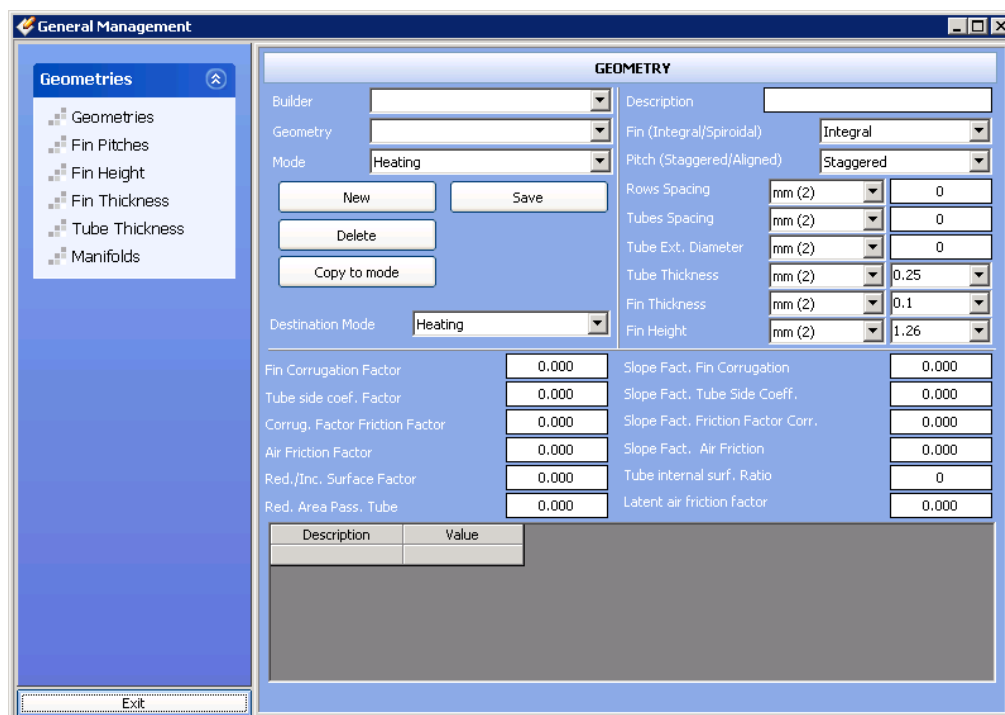 General Management
Geometries
Geometries
Fin Pitches
Fin Height
Fin Thickness
Tube Thickness
Manifolds
Exit
GEOMETRY
Builder
Geometry
Mode Heating
New Save
Delete
Copy to mode
Destination Mode Heating
Description
Fin (Integral/Spiroidal) Integral
Pitch (Staggered/Aligned) Staggered
Rows Spacing mm (2) 0
Tubes Spacing mm (2) 0
Tube Ext. Diameter mm (2) 0
Tube Thickness mm (2) 0.25
Fin Thickness mm (2) 0.1
Fin Height mm (2) 1.26
Fin Corrugation Factor 0.000
Tube side coef. Factor 0.000
Corrug. Factor Friction Factor 0.000
Air Friction Factor 0.000
Red./Inc. Surface Factor 0.000
Red. Area Pass. Tube 0.000
Slope Fact. Fin Corrugation 0.000
Slope Fact. Tube Side Coeff. 0.000
Slope Fact. Friction Factor Corr. 0.000
Slope Fact. Air Friction 0.000
Tube internal surf. Ratio 0
Latent air friction factor 0.000
Description Value